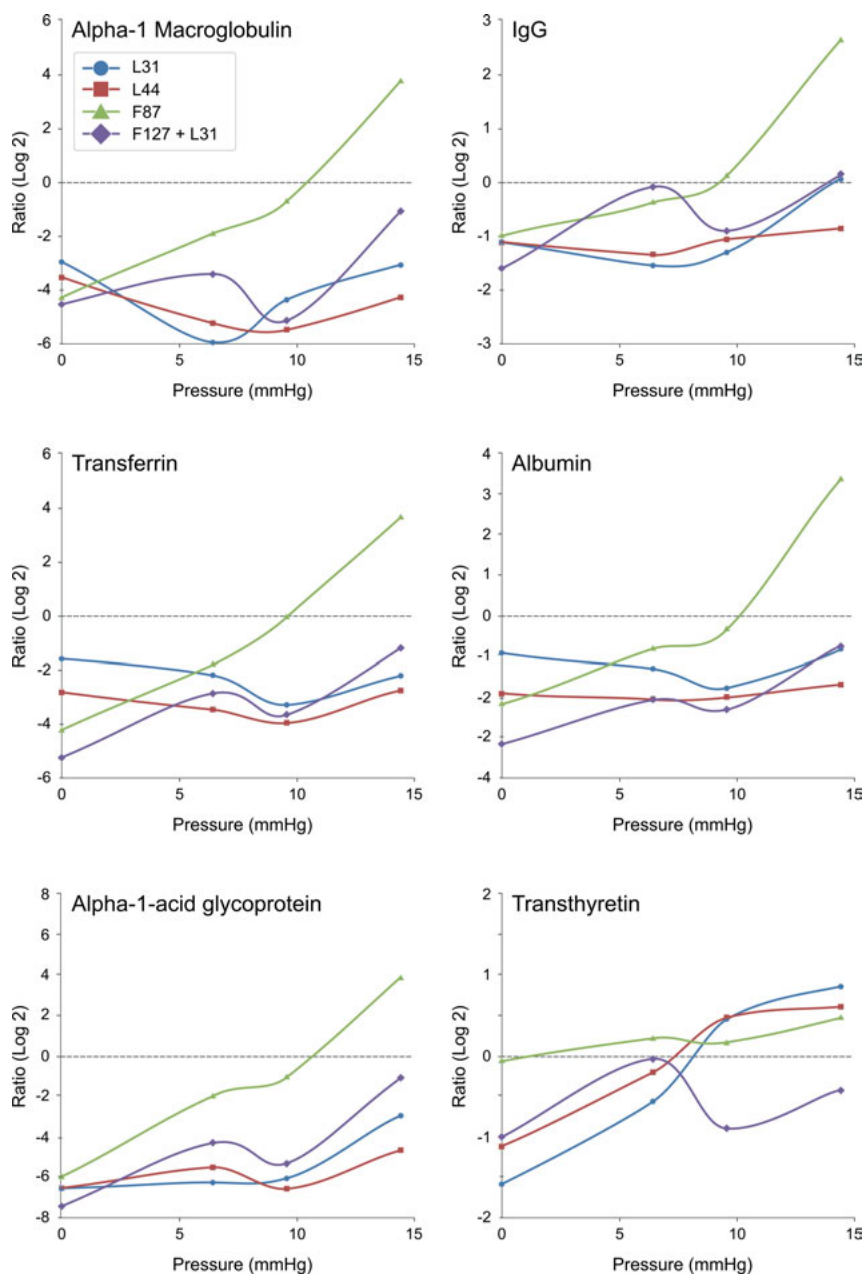 Alpha-1 Macroglobulin
L31
L44
F87
F127 + L31
Ratio (Log 2)
6
4
2
0
-2
-4
-6
0 5 10 15
Pressure (mmHg)
IgG
Ratio (Log 2)
3
2
1
0
-1
-2
-3
0 5 10 15
Pressure (mmHg)
Transferrin
Ratio (Log 2)
6
4
2
0
-2
-4
-6
0 5 10 15
Pressure (mmHg)
Albumin
Ratio (Log 2)
4
3
2
1
0
-1
-2
-2
-4
0 5 10 15
Pressure (mmHg)
Alpha-1-acid glycoprotein
Ratio (Log 2)
8
6
4
2
0
-2
-4
-6
-8
0 5 10 15
Pressure (mmHg)
Transthyretin
Ratio (Log 2)
2
1
0
-1
-2
0 5 10 15
Pressure (mmHg)